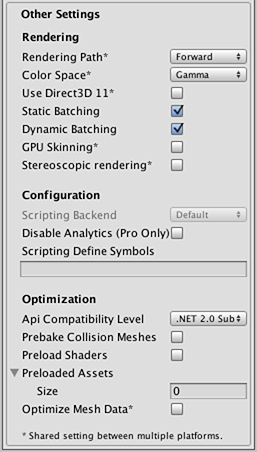 Other Settings
Rendering
Rendering Path* Forward
Color Space* Gamma
Use Direct3D 11*
Static Batching
Dynamic Batching
GPU Skinning*
Stereoscopic rendering*
Configuration
Scripting Backend Default
Disable Analytics (Pro Only)
Scripting Define Symbols
Optimization
Api Compatibility Level .NET 2.0 Sub
Prebake Collision Meshes
Preload Shaders
Preloaded Assets
Size 0
Optimize Mesh Data*
* Shared setting between multiple platforms.